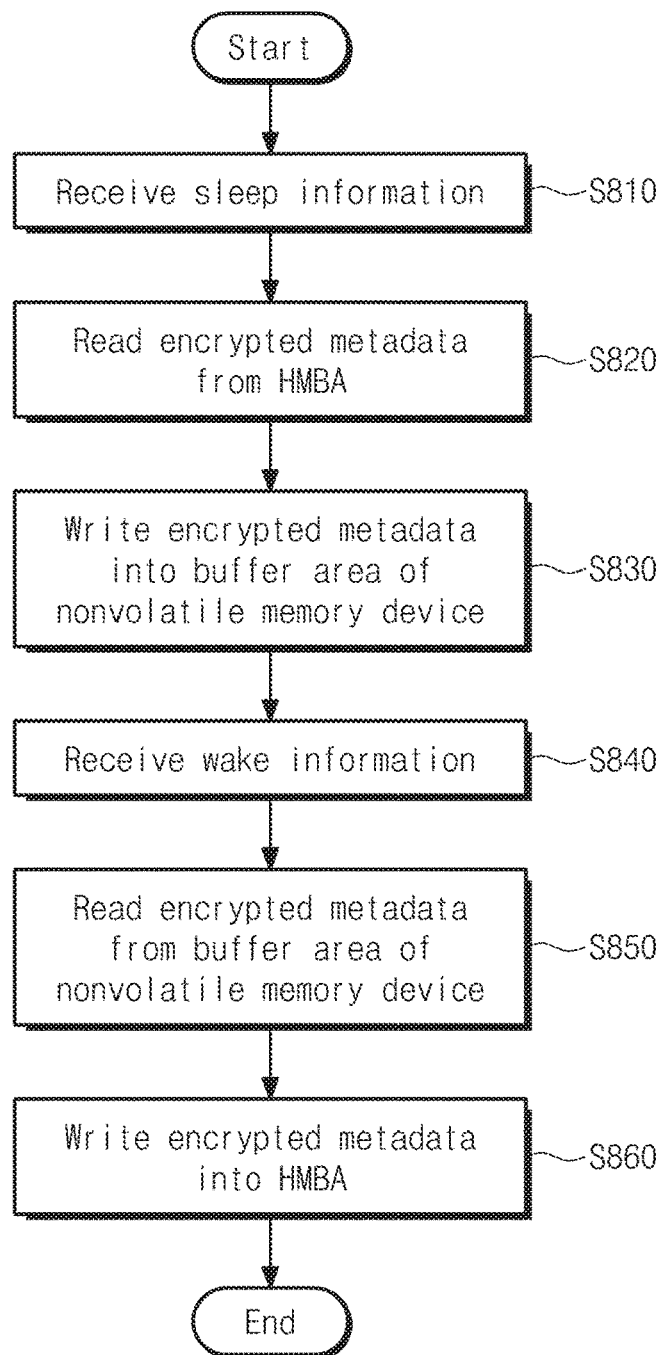 Start
Receive sleep information
S810
Read encrypted metadata
from HMBA
S820
Write encrypted metadata
into buffer area of
nonvolatile memory device
S830
Receive wake information
S840
Read encrypted metadata
from buffer area of
nonvolatile memory device
S850
Write encrypted metadata
into HMBA
S860
End